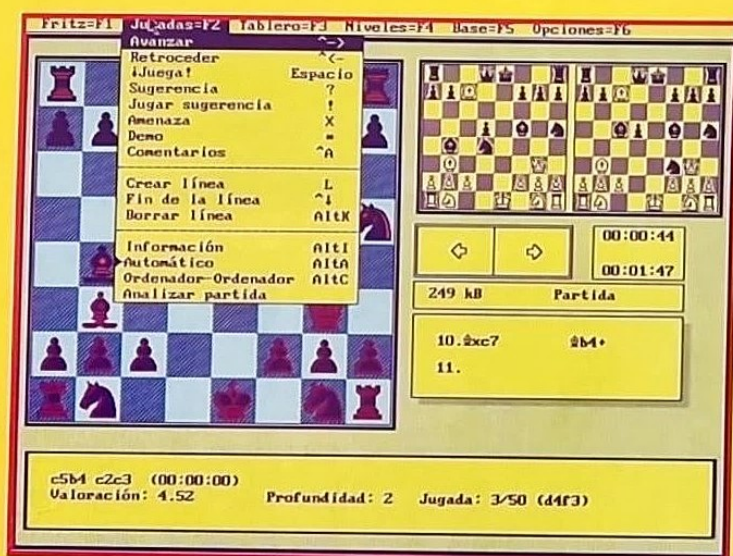 Fritz=F1 Jugadas=F2 Tablero=F3 Niveles=F4 Base=F5 Opciones=F6
Avanzar ^->
Retroceder ^<-
¡Juega! Espacio
Sugerencia ?
Jugar sugerencia !
Amenaza X
Demo =
Comentarios ^A
Crear línea L
Fin de la línea ^↓
Borrar línea AltK
Información AltI
Automático AltA
Ordenador-Ordenador AltC
Analizar partida
00:00:44
00:01:47
249 kB Partida
10.♗xc7 ♗b4+
11.
c5b4 c2c3 (00:00:00)
Valoración: 4.52 Profundidad: 2 Jugada: 3/50 (d4f3)